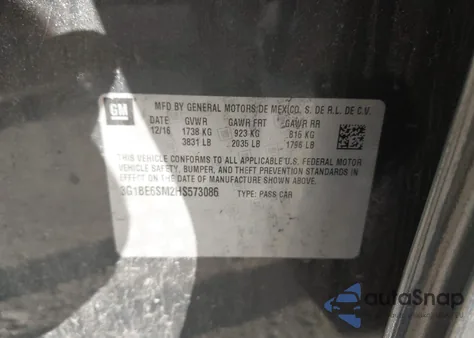 GM
MFD BY GENERAL MOTORS DE MEXICO, S. DE R.L. DE C.V.
DATE GVWR GAWR FRT GAWR RR
12/16 1738 KG 923 KG 815 KG
3831 LB 2035 LB 1796 LB
THIS VEHICLE CONFORMS TO ALL APPLICABLE U.S. FEDERAL MOTOR
VEHICLE SAFETY, BUMPER, AND THEFT PREVENTION STANDARDS IN
EFFECT ON THE DATE OF MANUFACTURE SHOWN ABOVE.
3G1BE6SM2HS573086 TYPE: PASS CAR
autoSnap